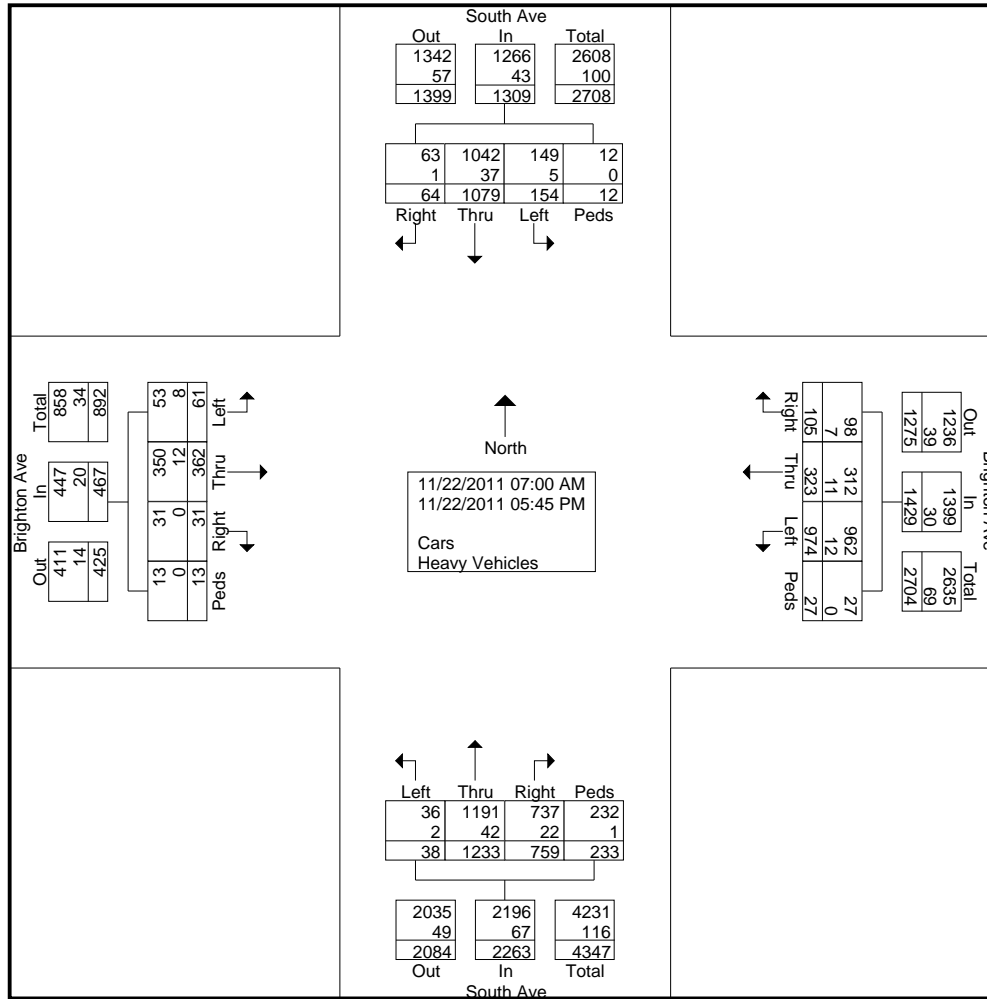 South Ave
Out In Total
1342 1266 2608
57 43 100
1399 1309 2708
63 1042 149 12
1 37 5 0
64 1079 154 12
Right Thru Left Peds
Brighton Ave
Total In Out
858 447 411
34 20 14
892 467 425
53 350 31 13
8 12 0 0
61 362 31 13
Left Thru Right Peds
North
11/22/2011 07:00 AM
11/22/2011 05:45 PM
Cars
Heavy Vehicles
Right Thru Left Peds
98 312 962 27
7 11 12 0
105 323 974 27
Out In Total
1236 1399 2635
39 30 69
1275 1429 2704
Ave
Left Thru Right Peds
36 1191 737 232
2 42 22 1
38 1233 759 233
2035 2196 4231
49 67 116
2084 2263 4347
Out In Total
South Ave